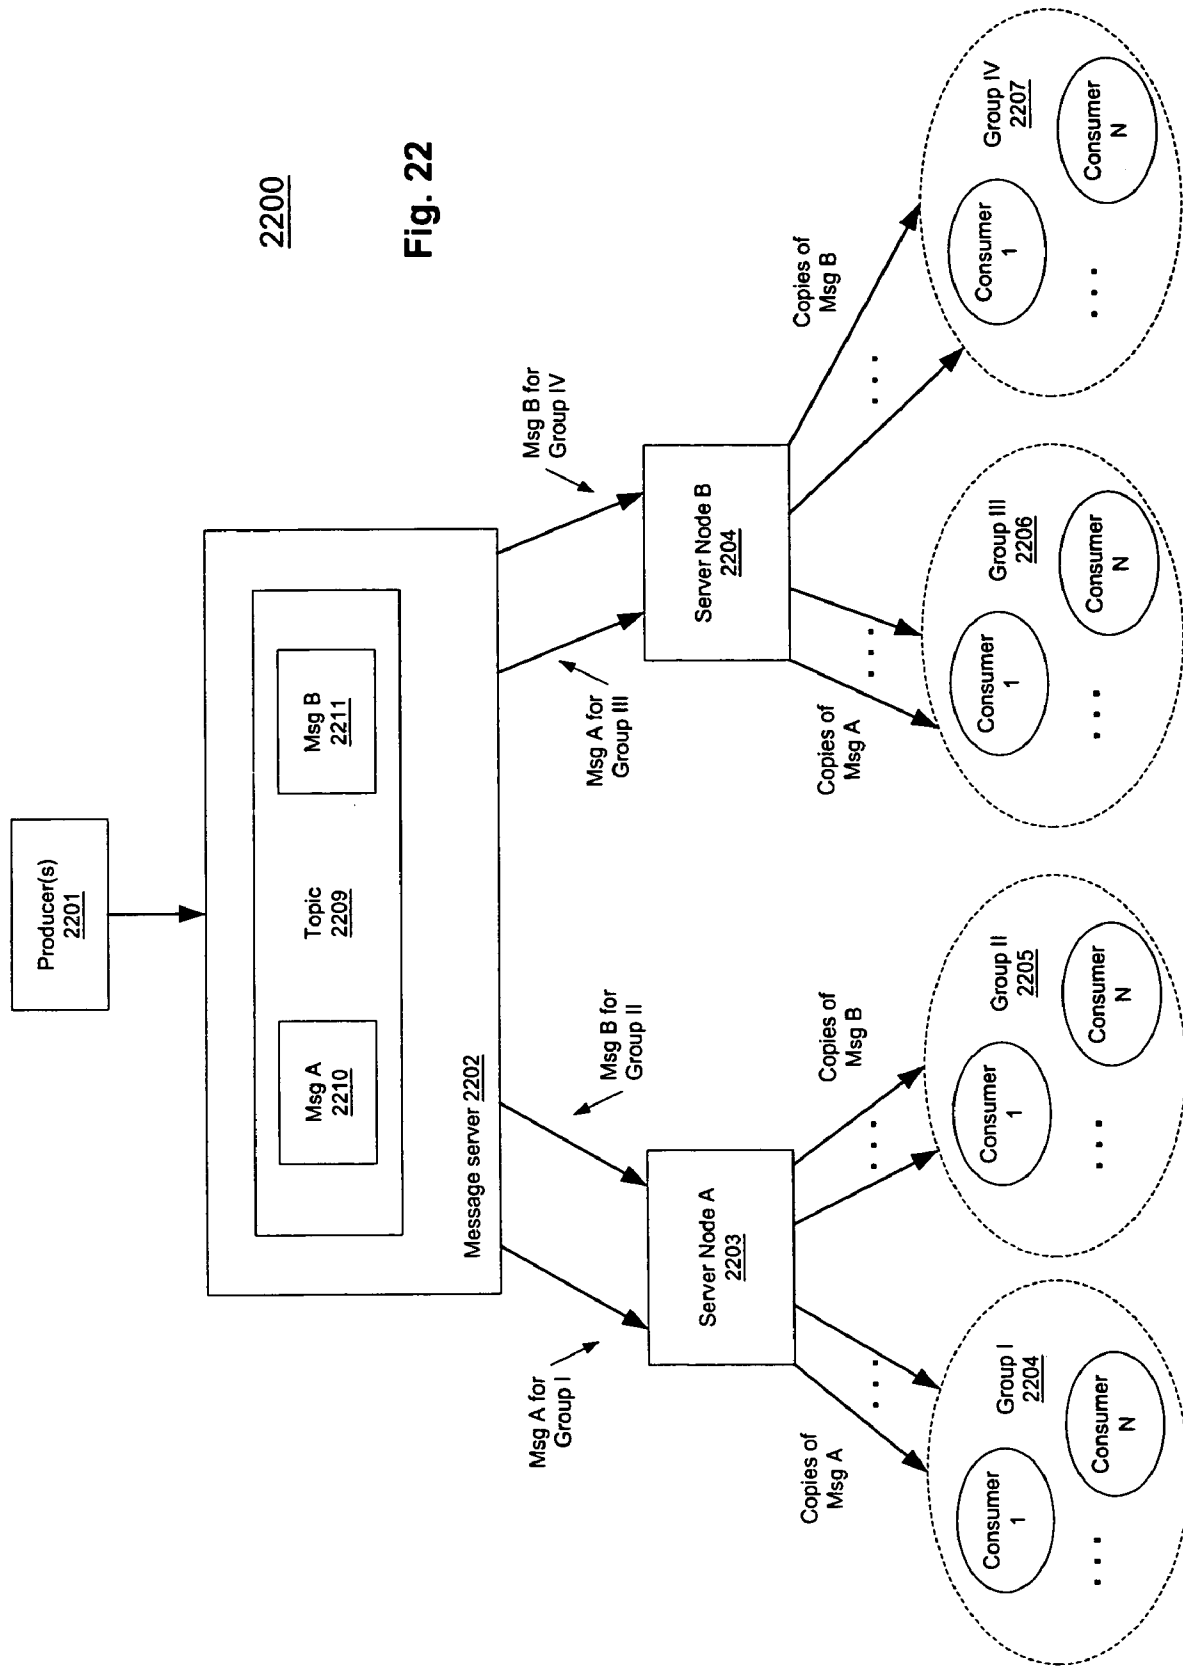 Producer(s)
2201
2200
Fig. 22
Msg A
2210
Topic
2209
Msg B
2211
Message server 2202
Msg A for
Group I
Msg B for
Group II
Msg A for
Group III
Msg B for
Group IV
Server Node A
2203
Server Node B
2204
Copies of
Msg A
Copies of
Msg B
Copies of
Msg A
Copies of
Msg B
Group I
2204
Consumer
1
Consumer
N
Group II
2205
Consumer
1
Consumer
N
Group III
2206
Consumer
1
Consumer
N
Group IV
2207
Consumer
1
Consumer
N